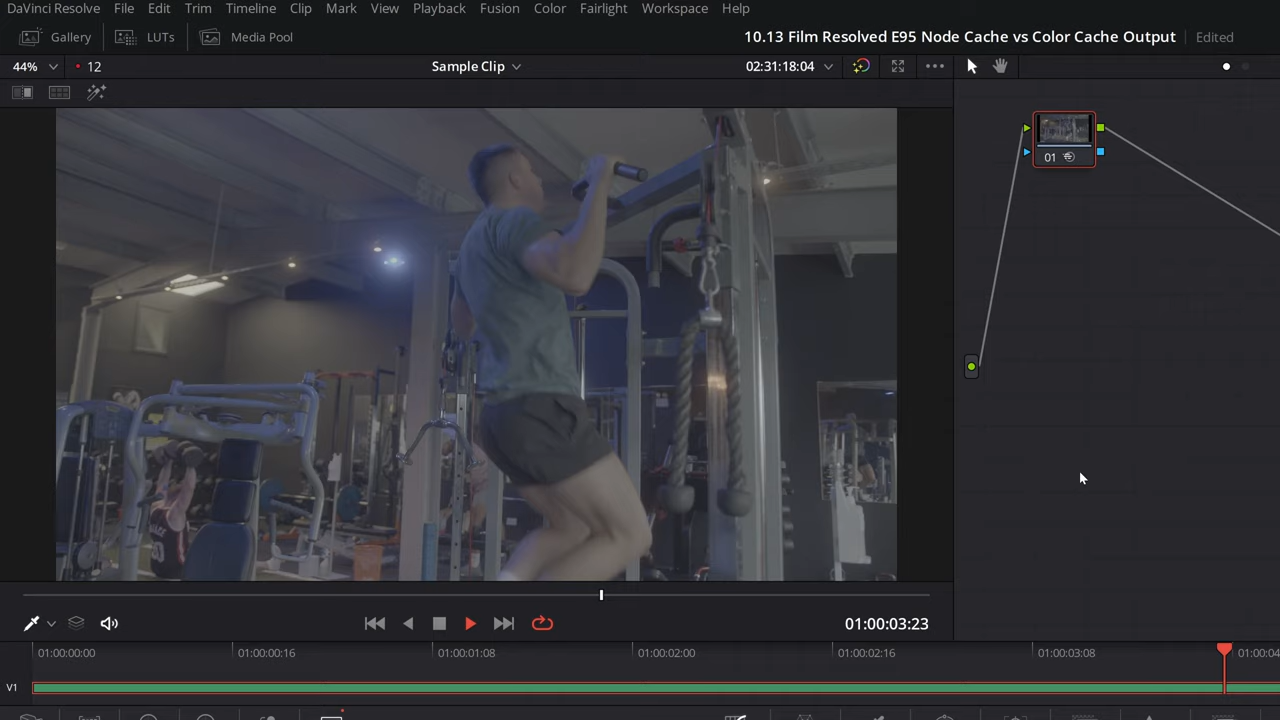 DaVinci Resolve File Edit Trim Timeline Clip Mark View Playback Fusion Color Fairlight Workspace Help
Gallery LUTs Media Pool 10.13 Film Resolved E95 Node Cache vs Color Cache Output Edited
44% 12 Sample Clip 02:31:18:04
01
01:00:03:23
01:00:00:00 01:00:00:16 01:00:01:08 01:00:02:00 01:00:02:16 01:00:03:08 01:00:04
V1